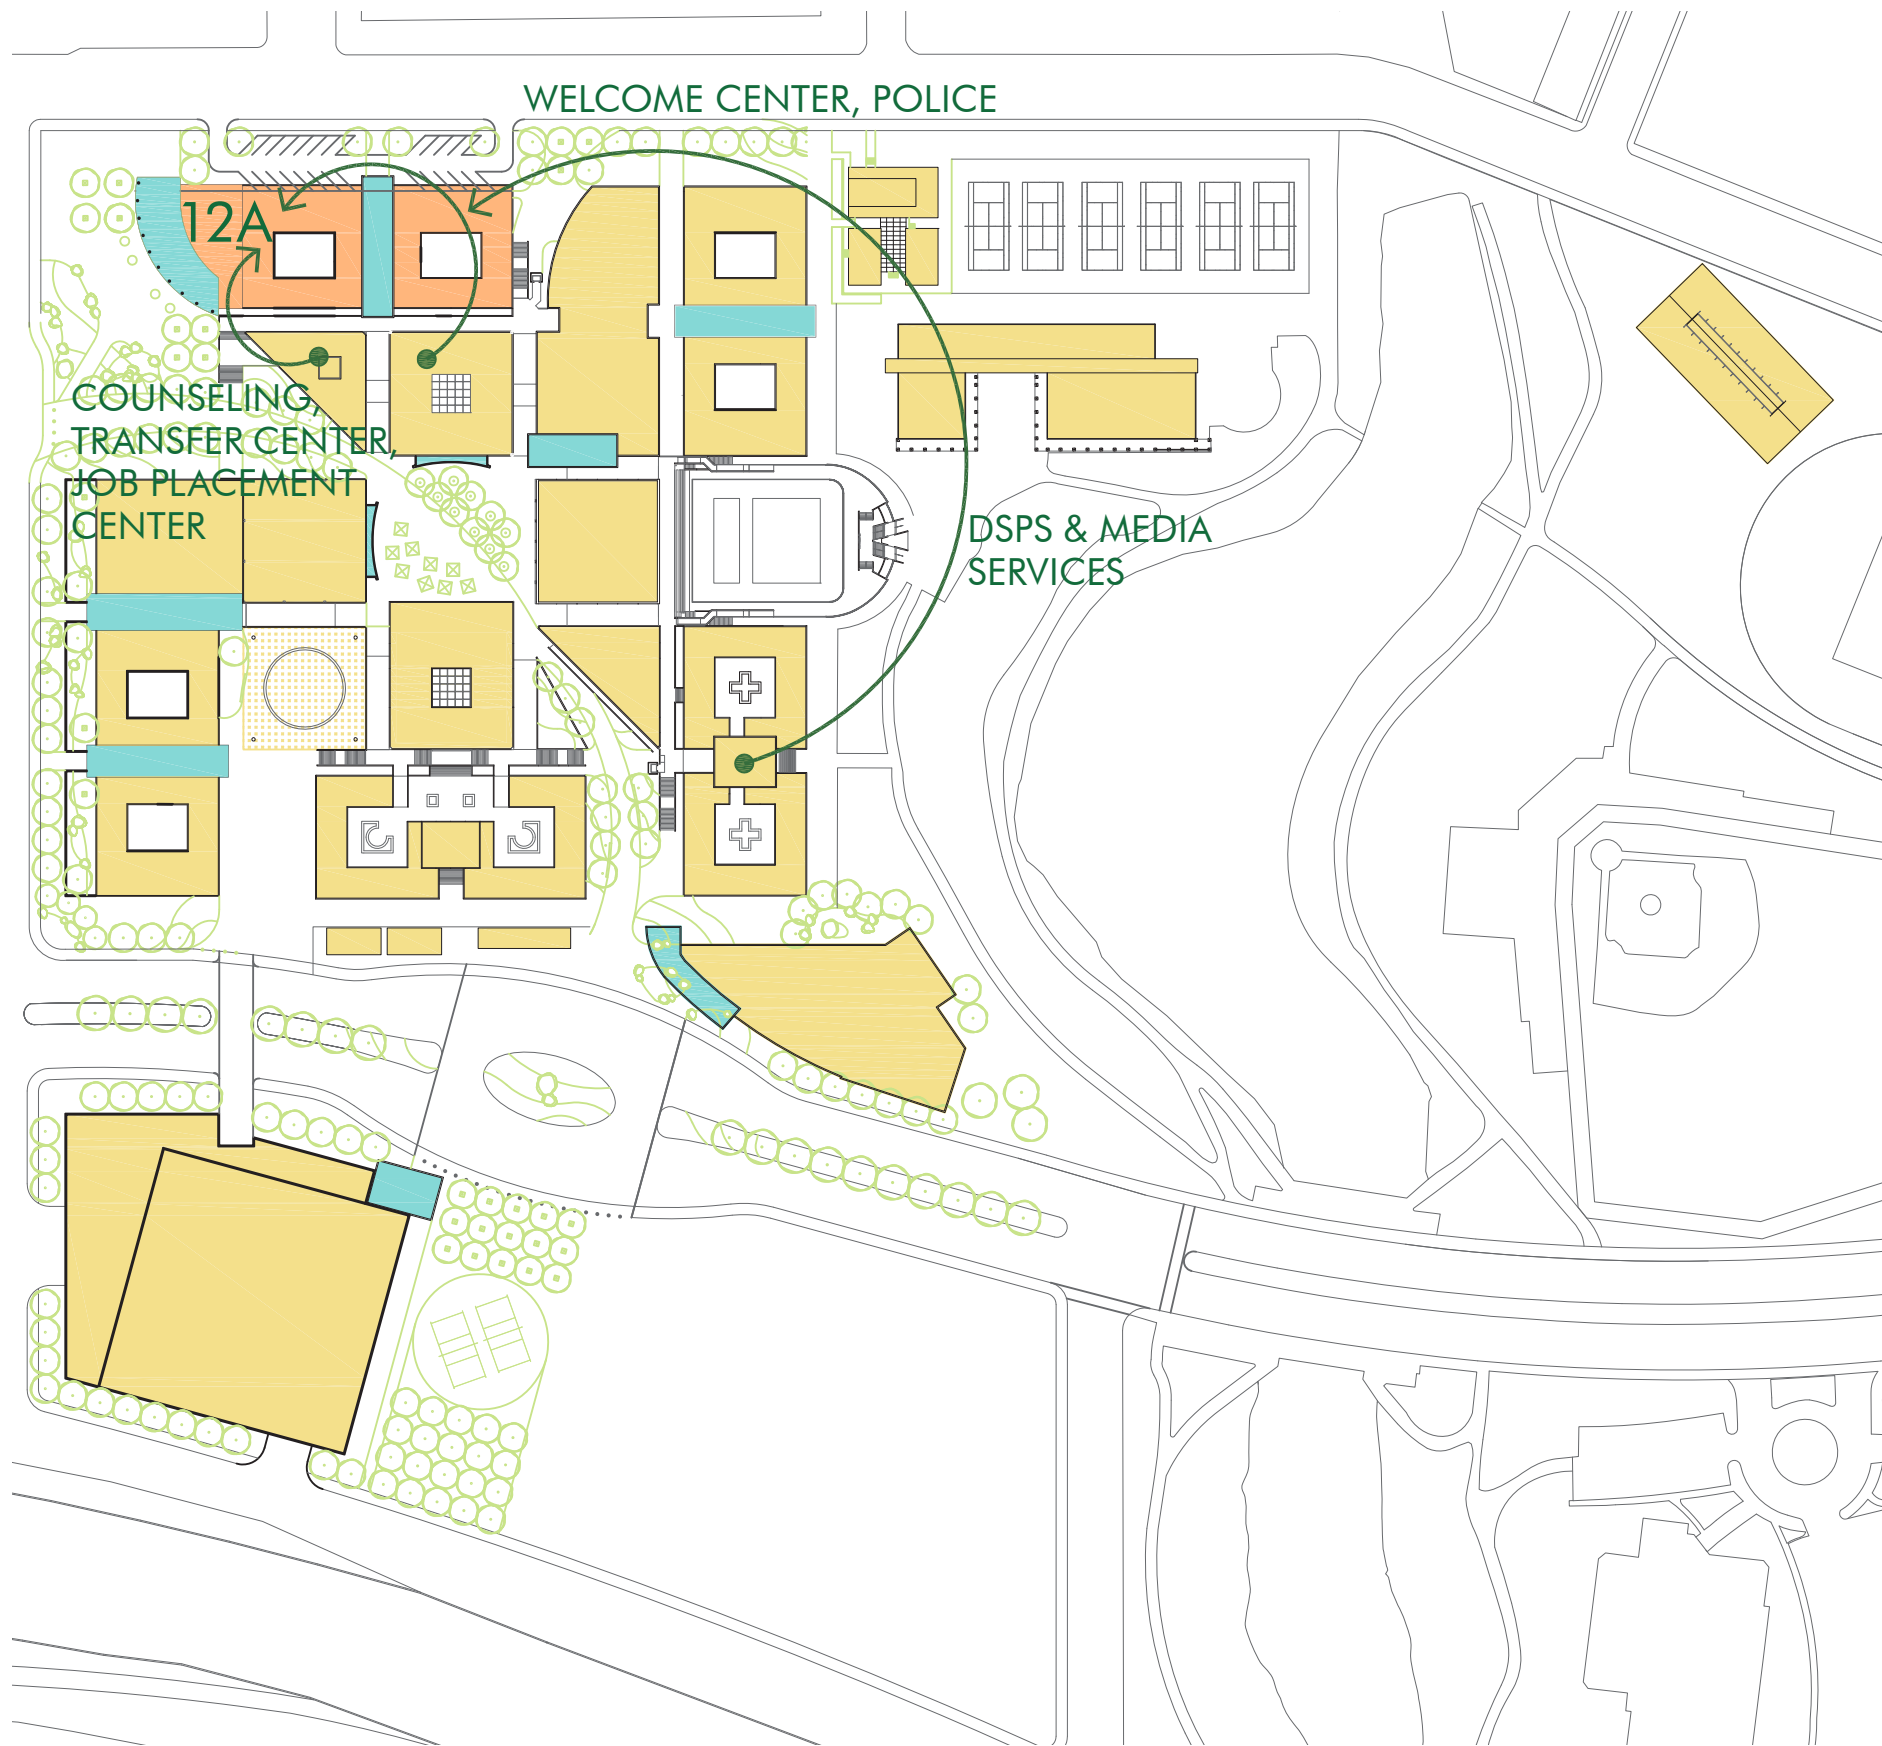 WELCOME CENTER, POLICE
12A
COUNSELING,
TRANSFER CENTER,
JOB PLACEMENT
CENTER
DSPS & MEDIA
SERVICES